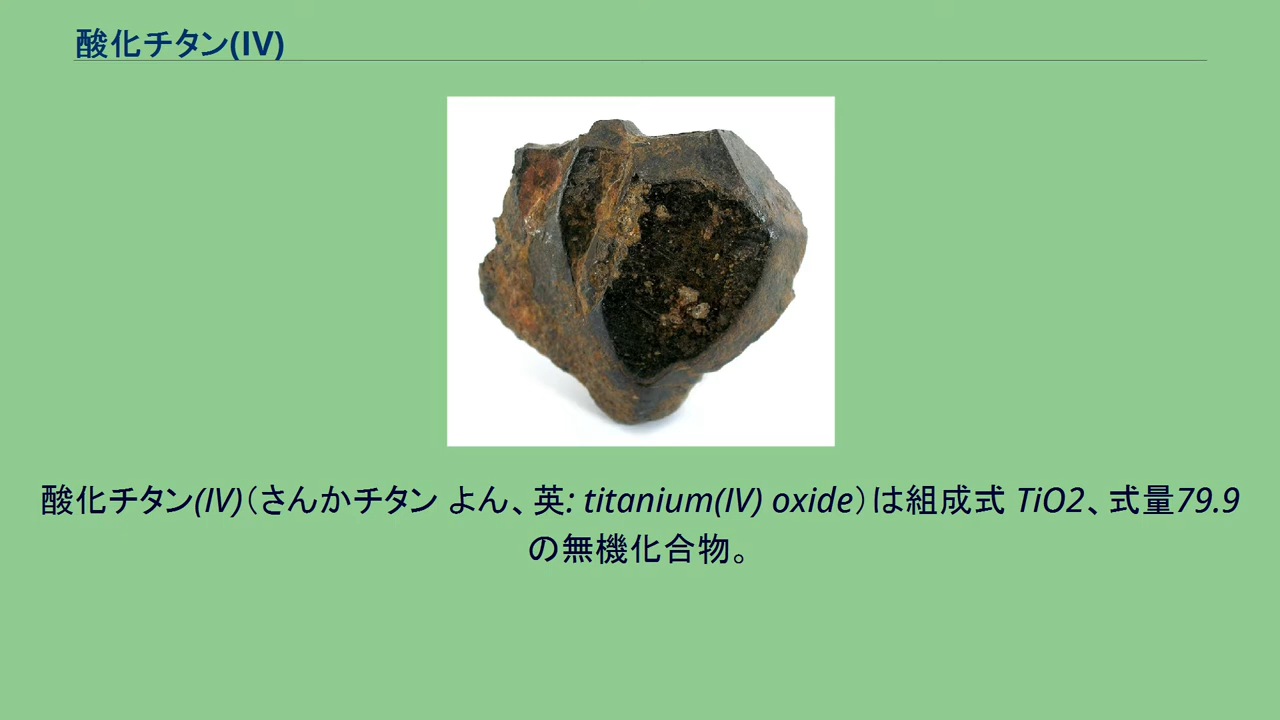 酸化チタン(IV)
酸化チタン(IV)（さんかチタン よん、英: titanium(IV) oxide）は組成式 TiO2、式量79.9
の無機化合物。